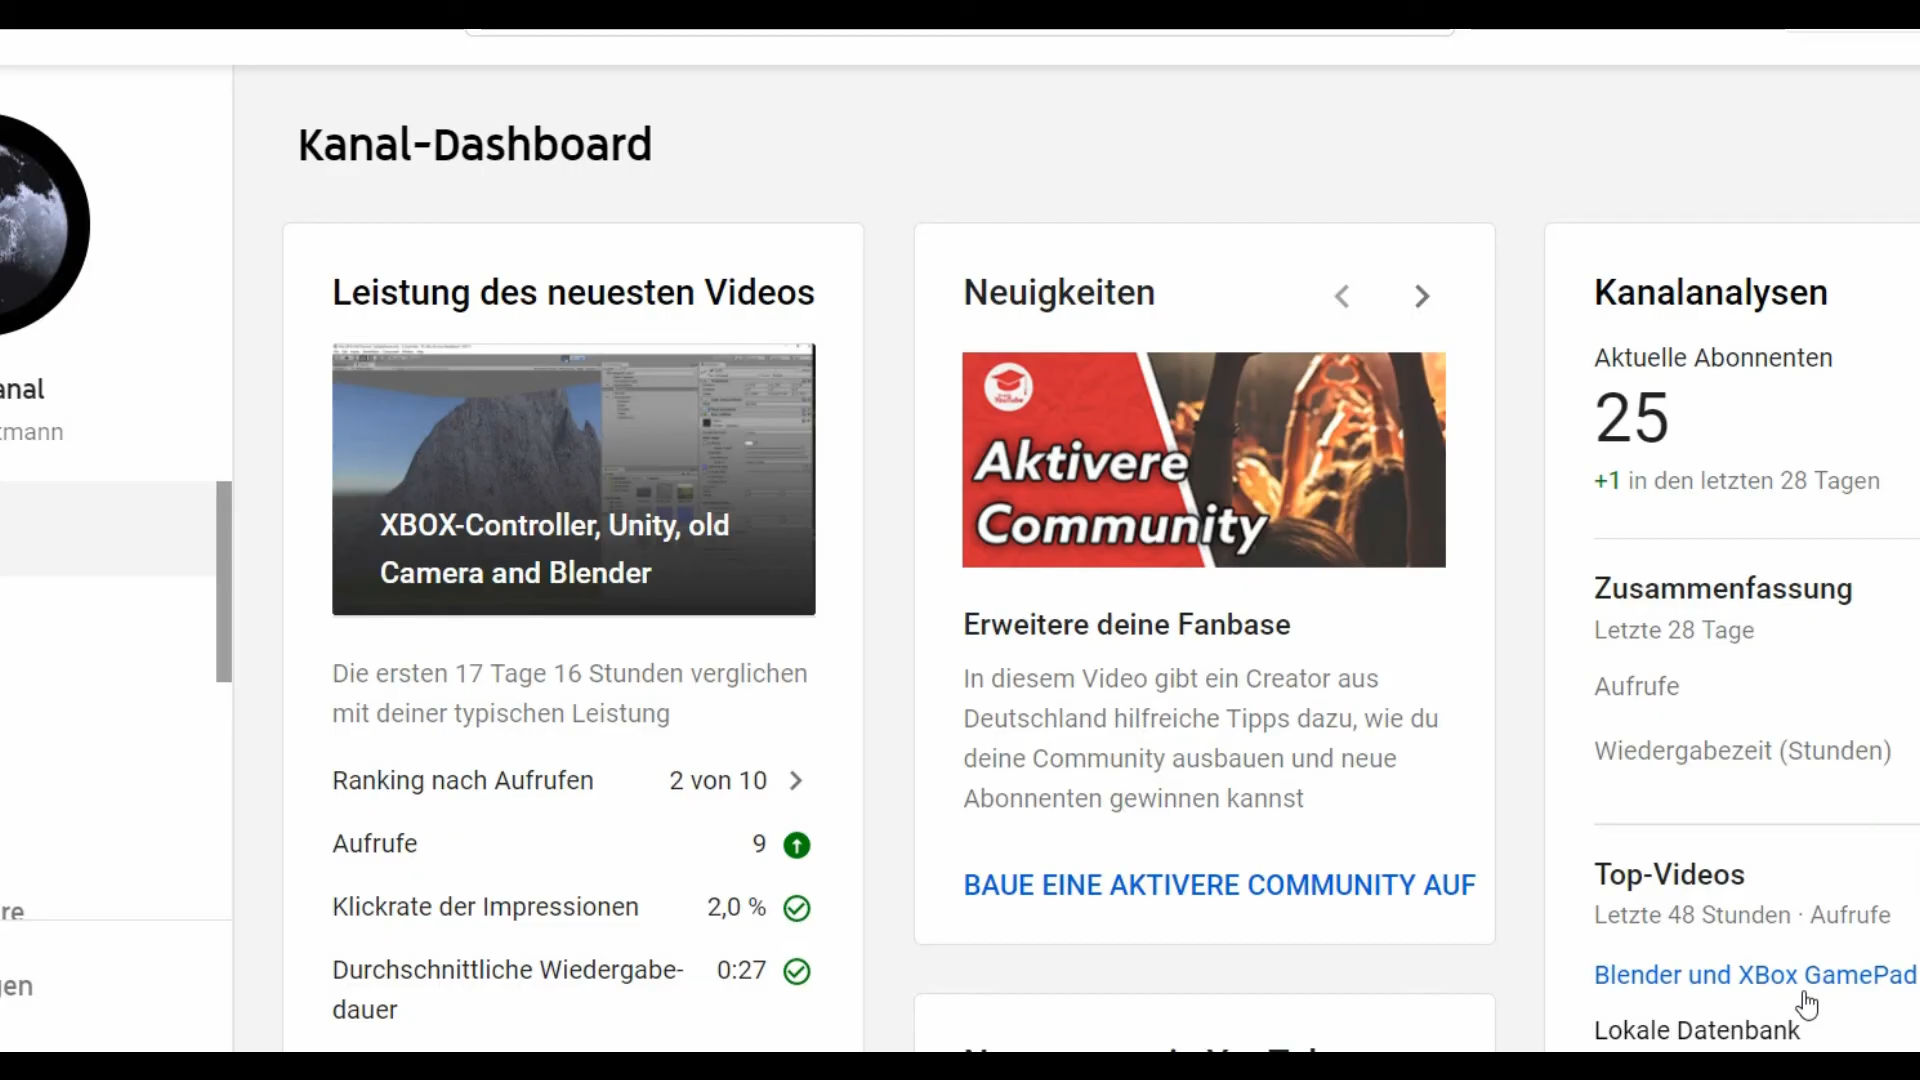 Kanal-Dashboard
anal
tmann
re
gen
Leistung des neuesten Videos
XBOX-Controller, Unity, old
Camera and Blender
Die ersten 17 Tage 16 Stunden verglichen
mit deiner typischen Leistung
Ranking nach Aufrufen 2 von 10
Aufrufe 9
Klickrate der Impressionen 2,0 %
Durchschnittliche Wiedergabe- 0:27
dauer
Neuigkeiten
Aktivere
Community
Erweitere deine Fanbase
In diesem Video gibt ein Creator aus
Deutschland hilfreiche Tipps dazu, wie du
deine Community ausbauen und neue
Abonnenten gewinnen kannst
BAUE EINE AKTIVERE COMMUNITY AUF
Kanalanalysen
Aktuelle Abonnenten
25
+1 in den letzten 28 Tagen
Zusammenfassung
Letzte 28 Tage
Aufrufe
Wiedergabezeit (Stunden)
Top-Videos
Letzte 48 Stunden · Aufrufe
Blender und XBox GamePad
Lokale Datenbank